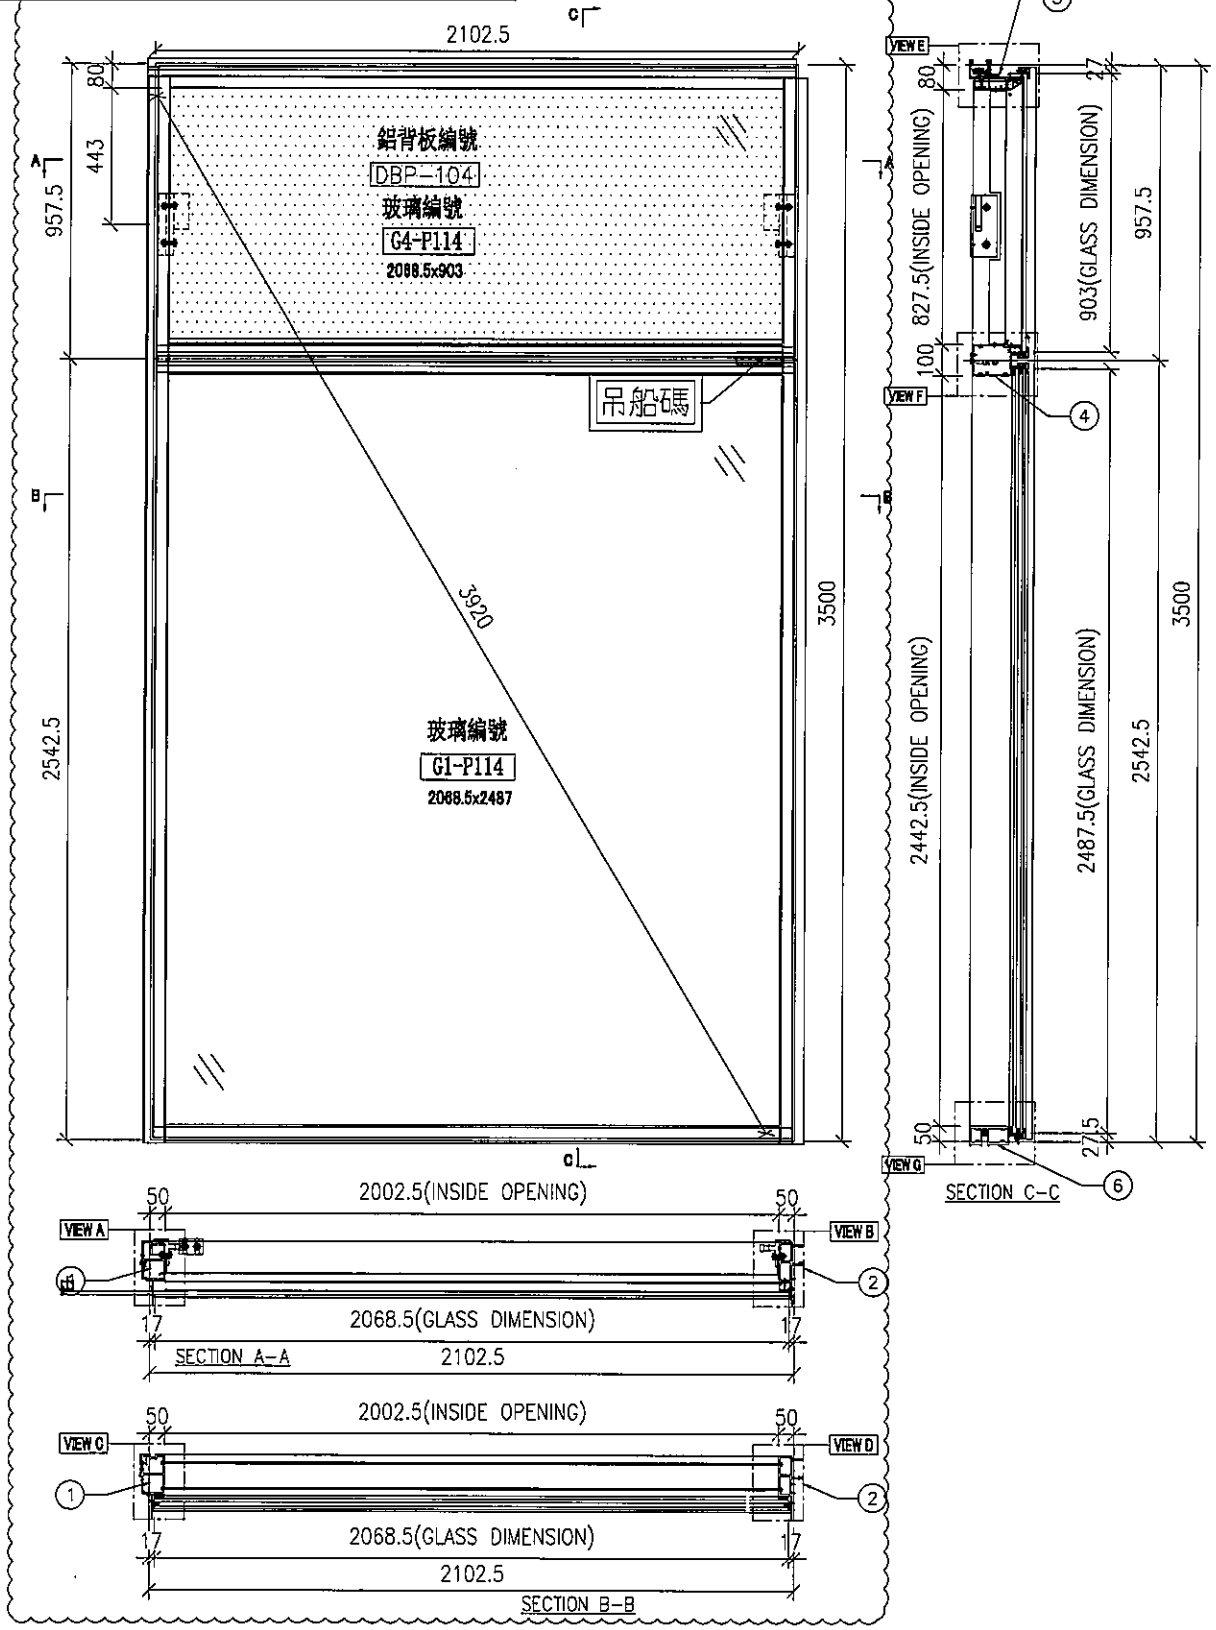 C
2102.5
80
443
957.5
A
A
鋁背板編號
DBP-104
玻璃編號
G4-P114
2068.5x903
吊船碼
B
B
3920
3500
2542.5
玻璃編號
G1-P114
2068.5x2487
C
VIEW E
80
27
827.5(INSIDE OPENING)
903(GLASS DIMENSION)
957.5
100
VIEW F
4
3500
2442.5(INSIDE OPENING)
2487.5(GLASS DIMENSION)
2542.5
50
27.5
VIEW G
SECTION C-C
6
50
2002.5(INSIDE OPENING)
50
VIEW A
VIEW B
2
17
2068.5(GLASS DIMENSION)
17
SECTION A-A
2102.5
50
2002.5(INSIDE OPENING)
50
VIEW C
VIEW D
1
2
17
2068.5(GLASS DIMENSION)
17
2102.5
SECTION B-B